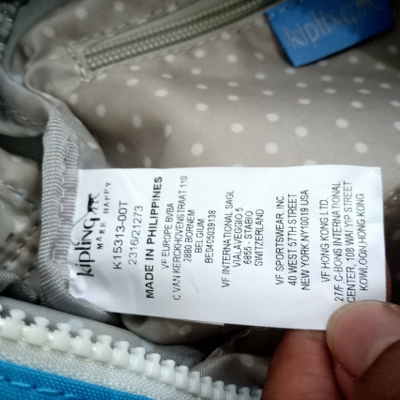 kipling
kipling
MAKE HAPPY
K15313-00T
2316/21273
MADE IN PHILIPPINES
VF EUROPE BVBA
C VAN KERCKHOVENSTRAAT 110
2880 BORNEM
BELGIUM
BE0405039138
VF INTERNATIONAL SAGL
VIA LAVEGGIO 5
6855 - STABIO
SWITZERLAND
VF SPORTSWEAR. INC
40 WEST 57TH STREET
NEW YORK.NY10019 USA
VF HONG KONG LTD.
27/F C-BONS INTERNATIONAL
CENTER, 108 WAI YIP STREET
KOWLOON.HONG KONG